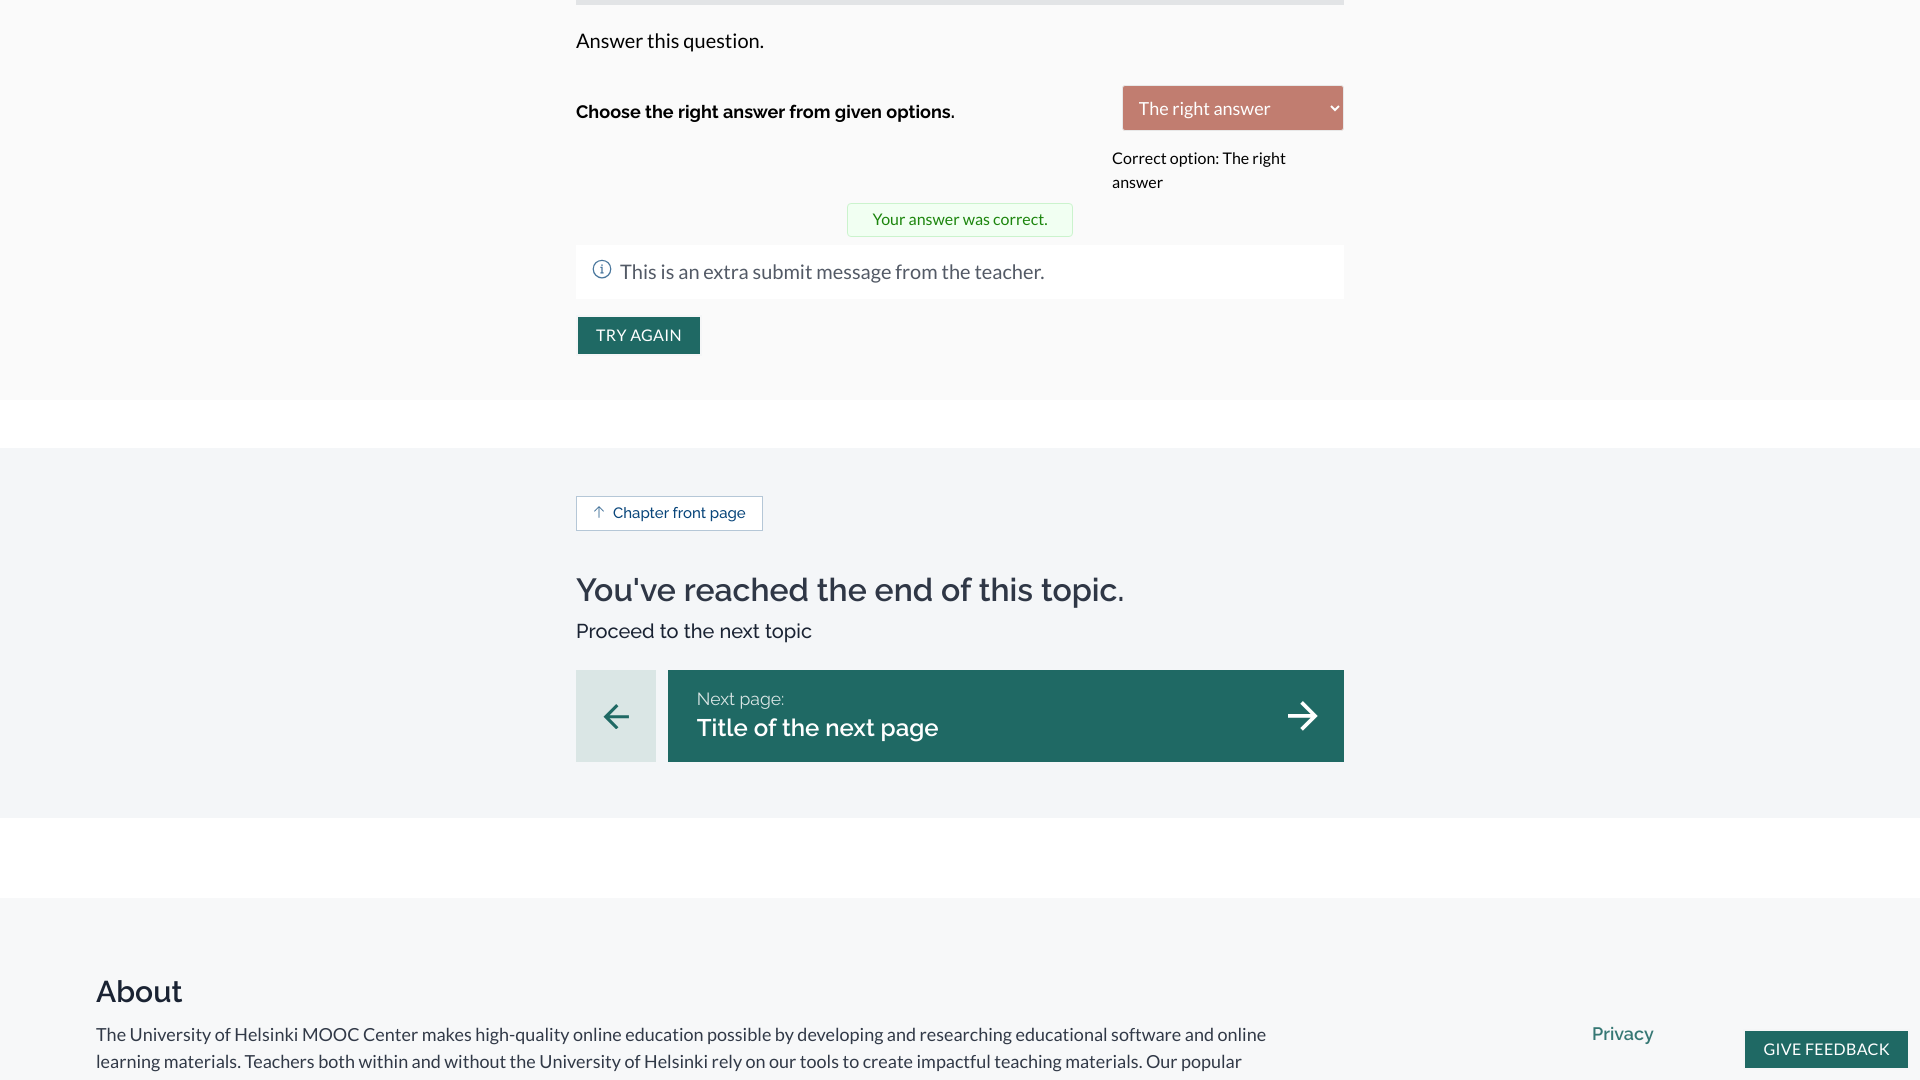 Answer this question.
Choose the right answer from given options.
The right answer
Correct option: The right
answer
Your answer was correct.
This is an extra submit message from the teacher.
TRY AGAIN
Chapter front page
You've reached the end of this topic.
Proceed to the next topic
Next page:
Title of the next page
About
The University of Helsinki MOOC Center makes high-quality online education possible by developing and researching educational software and online
learning materials. Teachers both within and without the University of Helsinki rely on our tools to create impactful teaching materials. Our popular
Privacy
GIVE FEEDBACK